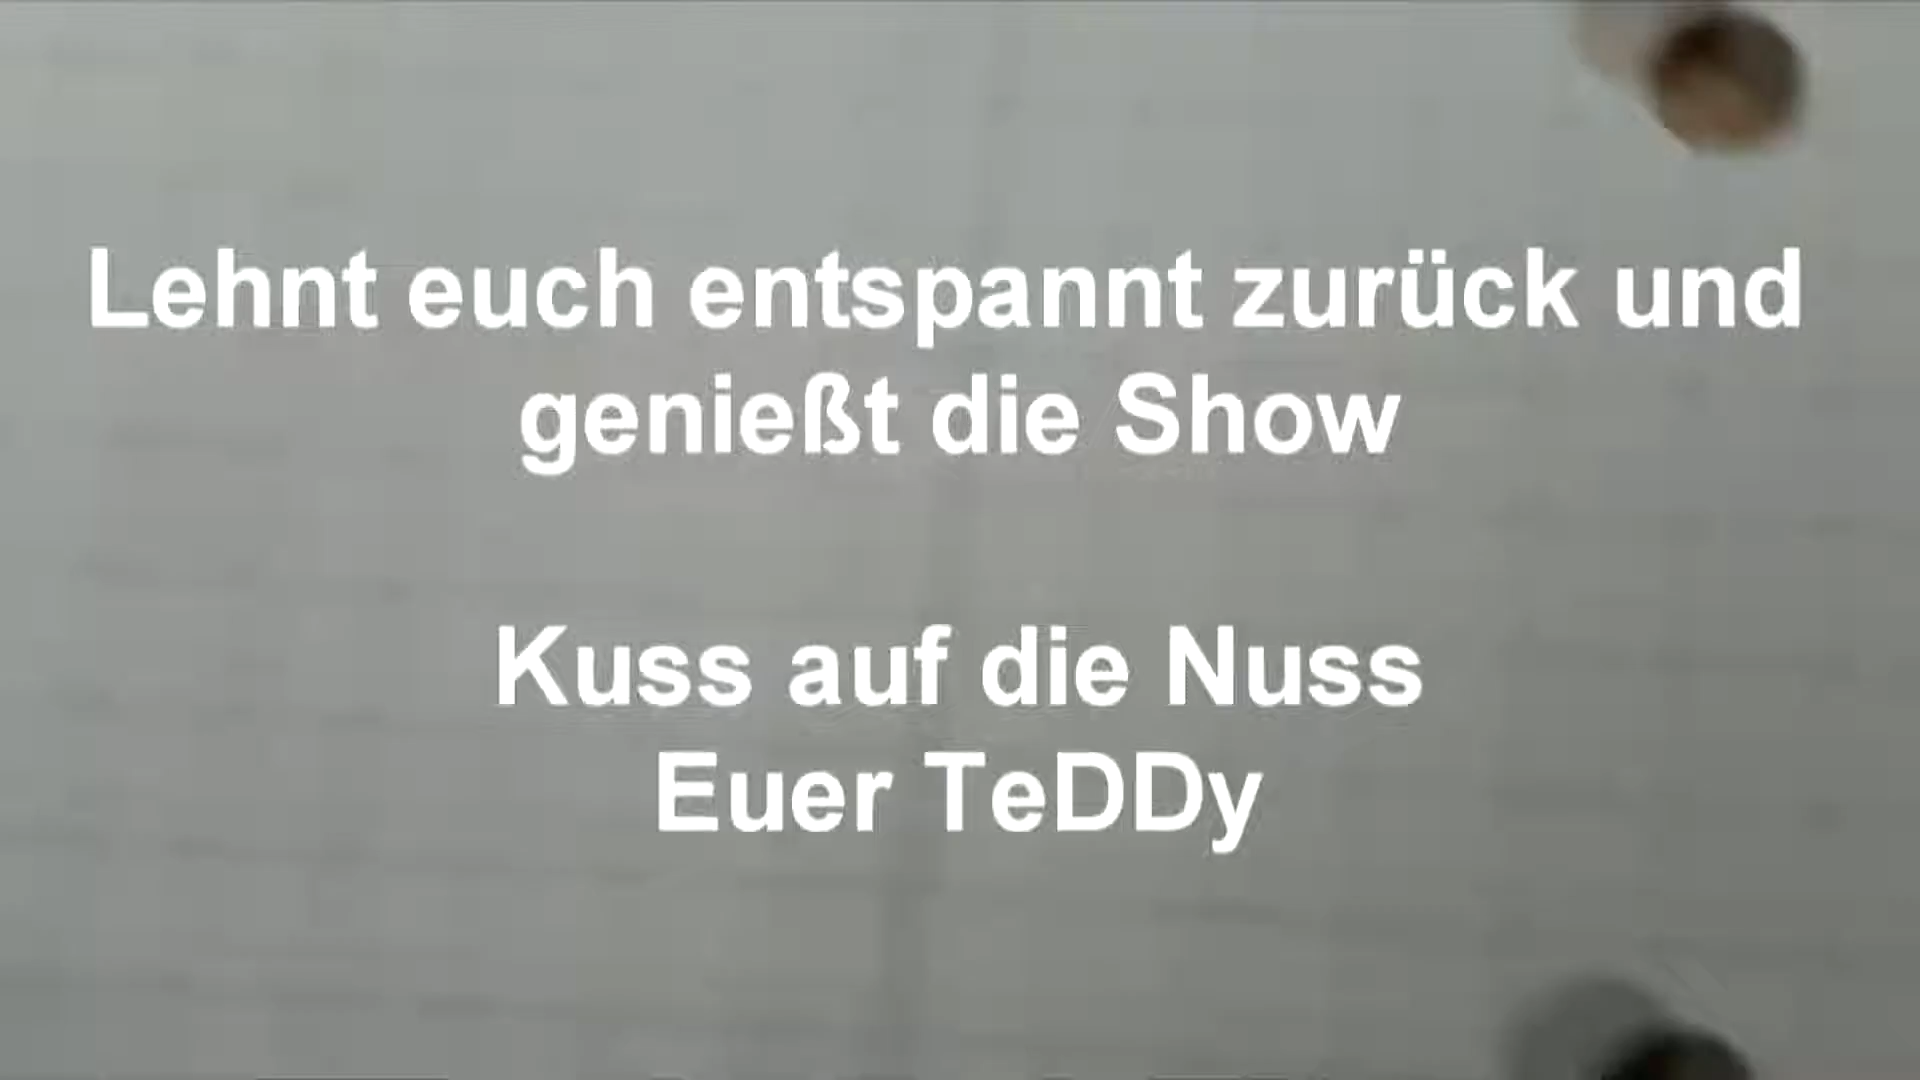 Lehnt euch entspannt zurück und
genießt die Show
Kuss auf die Nuss
Euer TeDDy